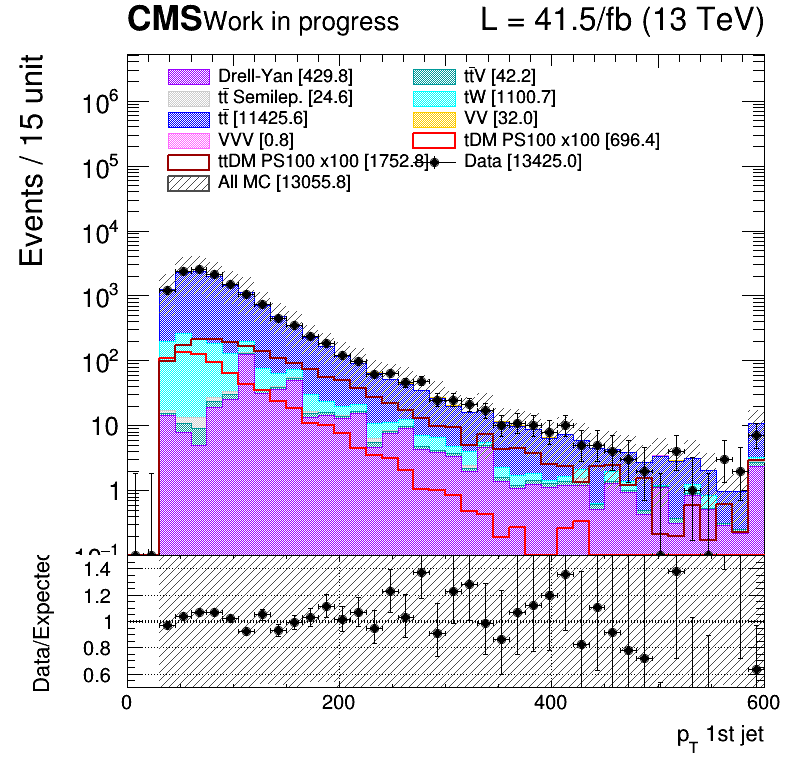 CMS Work in progress L = 41.5/fb (13 TeV)
Events / 15 unit
Drell-Yan [429.8] tt̄V [42.2]
tt̄ Semilep. [24.6] tW [1100.7]
tt̄ [11425.6] VV [32.0]
VVV [0.8] tDM PS100 x100 [696.4]
ttDM PS100 x100 [1752.8] Data [13425.0]
All MC [13055.8]
10⁶
10⁵
10⁴
10³
10²
10
1
10⁻¹
Data/Expected
1.4
1.2
1
0.8
0.6
0 200 400 600
p_T 1st jet